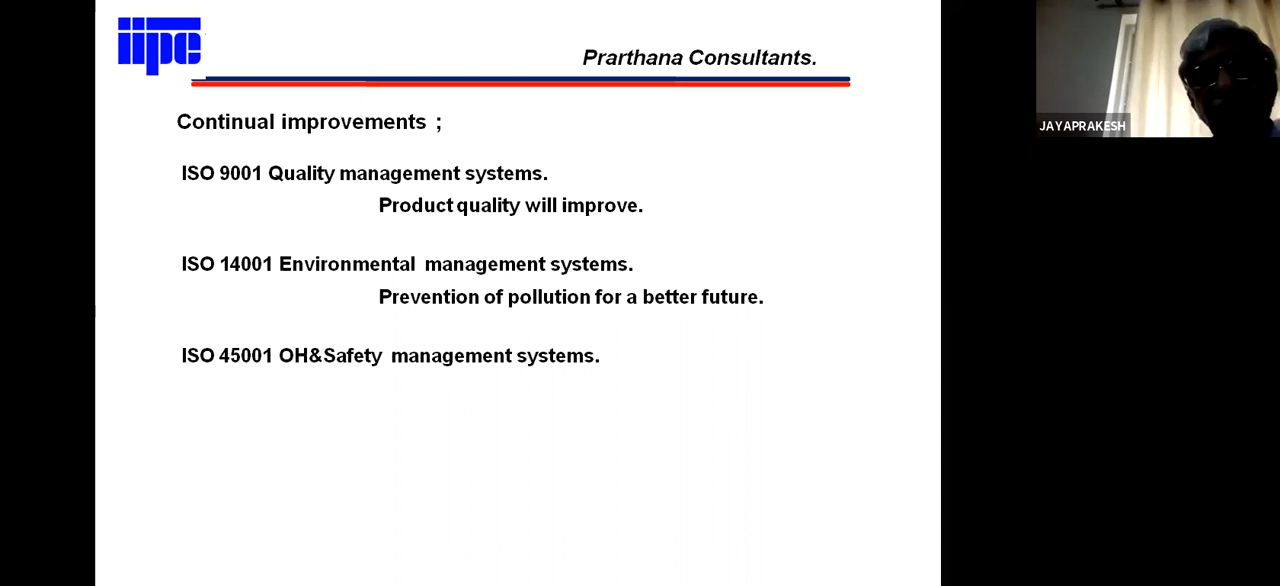 iipc
Prarthana Consultants.
Continual improvements ;
ISO 9001 Quality management systems.
Product quality will improve.
ISO 14001 Environmental management systems.
Prevention of pollution for a better future.
ISO 45001 OH&Safety management systems.
JAYAPRAKESH